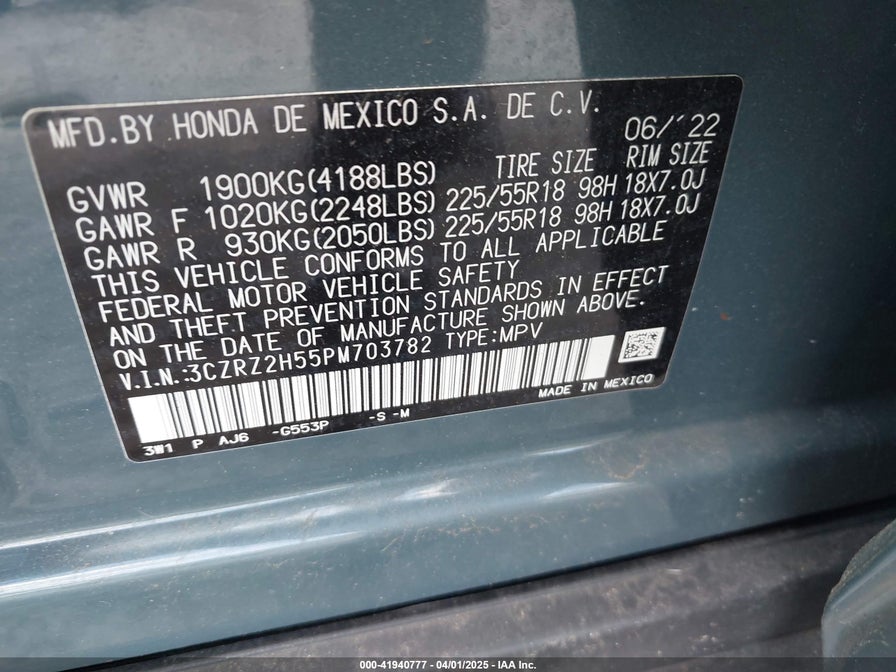 MFD.BY HONDA DE MEXICO S.A. DE C.V.
06/'22
TIRE SIZE RIM SIZE
GVWR 1900KG(4188LBS)
GAWR F 1020KG(2248LBS) 225/55R18 98H 18X7.0J
GAWR R 930KG(2050LBS) 225/55R18 98H 18X7.0J
THIS VEHICLE CONFORMS TO ALL APPLICABLE
FEDERAL MOTOR VEHICLE SAFETY
AND THEFT PREVENTION STANDARDS IN EFFECT
ON THE DATE OF MANUFACTURE SHOWN ABOVE.
V.I.N.:3CZRZ2H55PM703782 TYPE:MPV
3W1 P AJ6 -G553P -S -M
MADE IN MEXICO
000-41940777 - 04/01/2025 - IAA Inc.